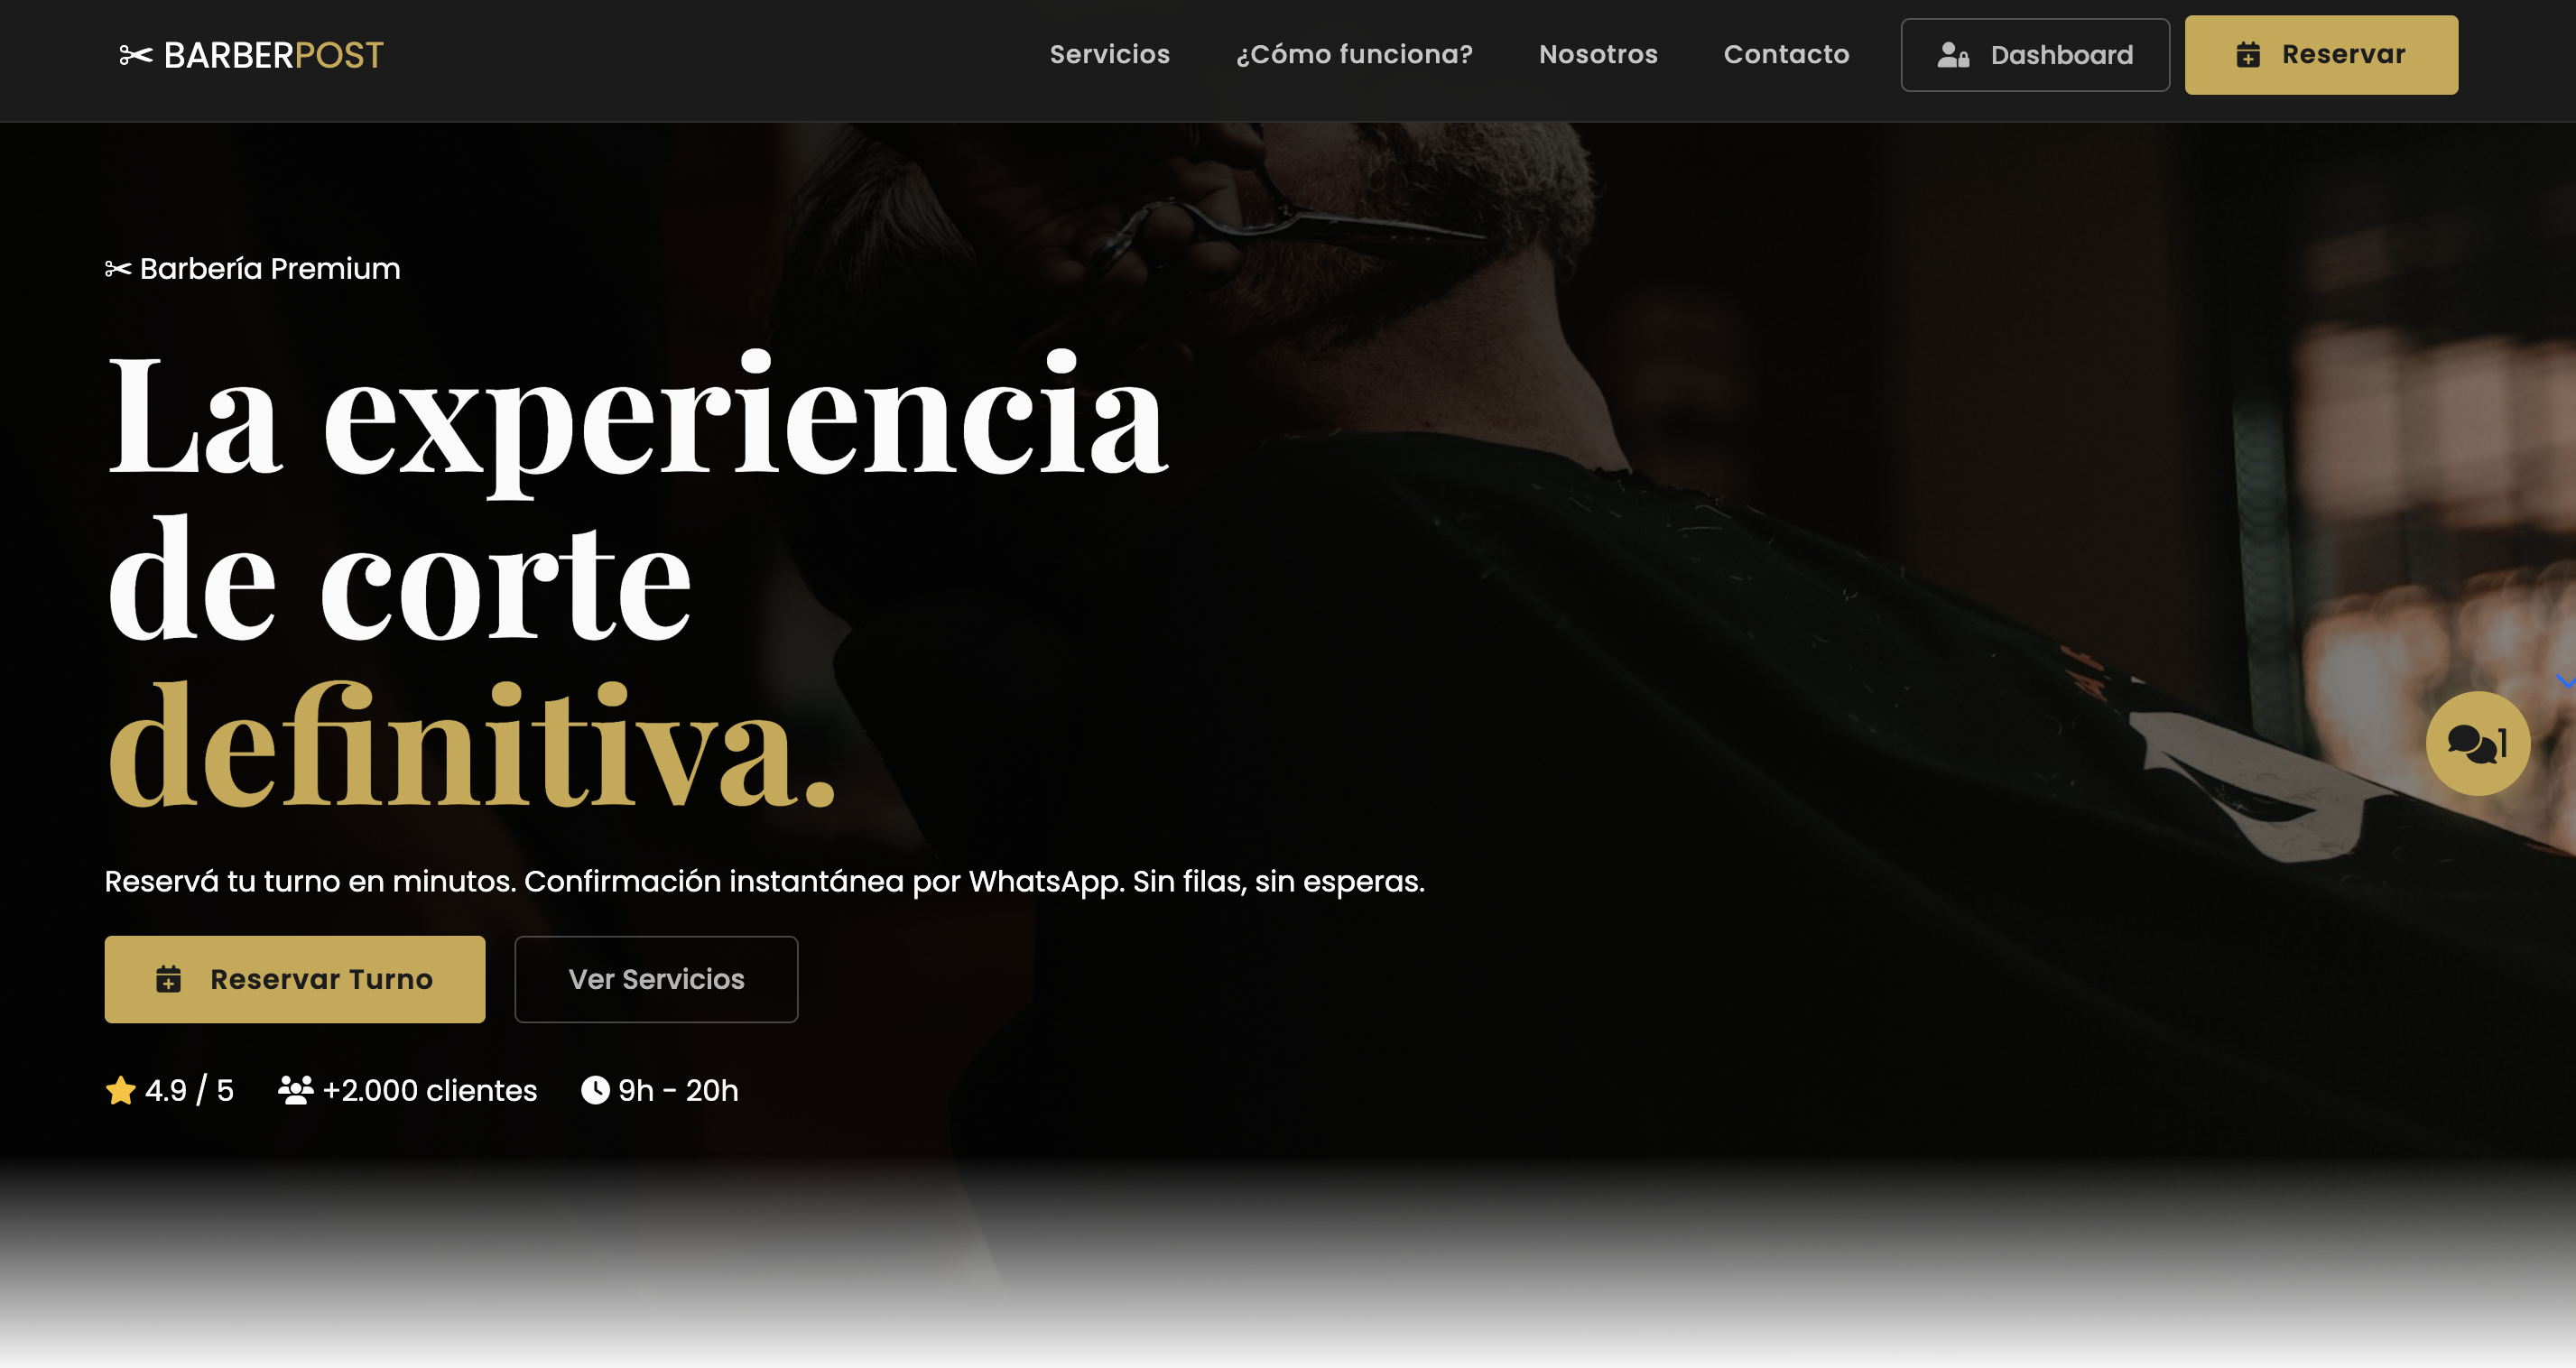 BARBERPOST
Servicios
¿Cómo funciona?
Nosotros
Contacto
Dashboard
Reservar
Barbería Premium
La experiencia
de corte
definitiva.
Reservá tu turno en minutos. Confirmación instantánea por WhatsApp. Sin filas, sin esperas.
Reservar Turno
Ver Servicios
4.9 / 5
+2.000 clientes
9h - 20h
1